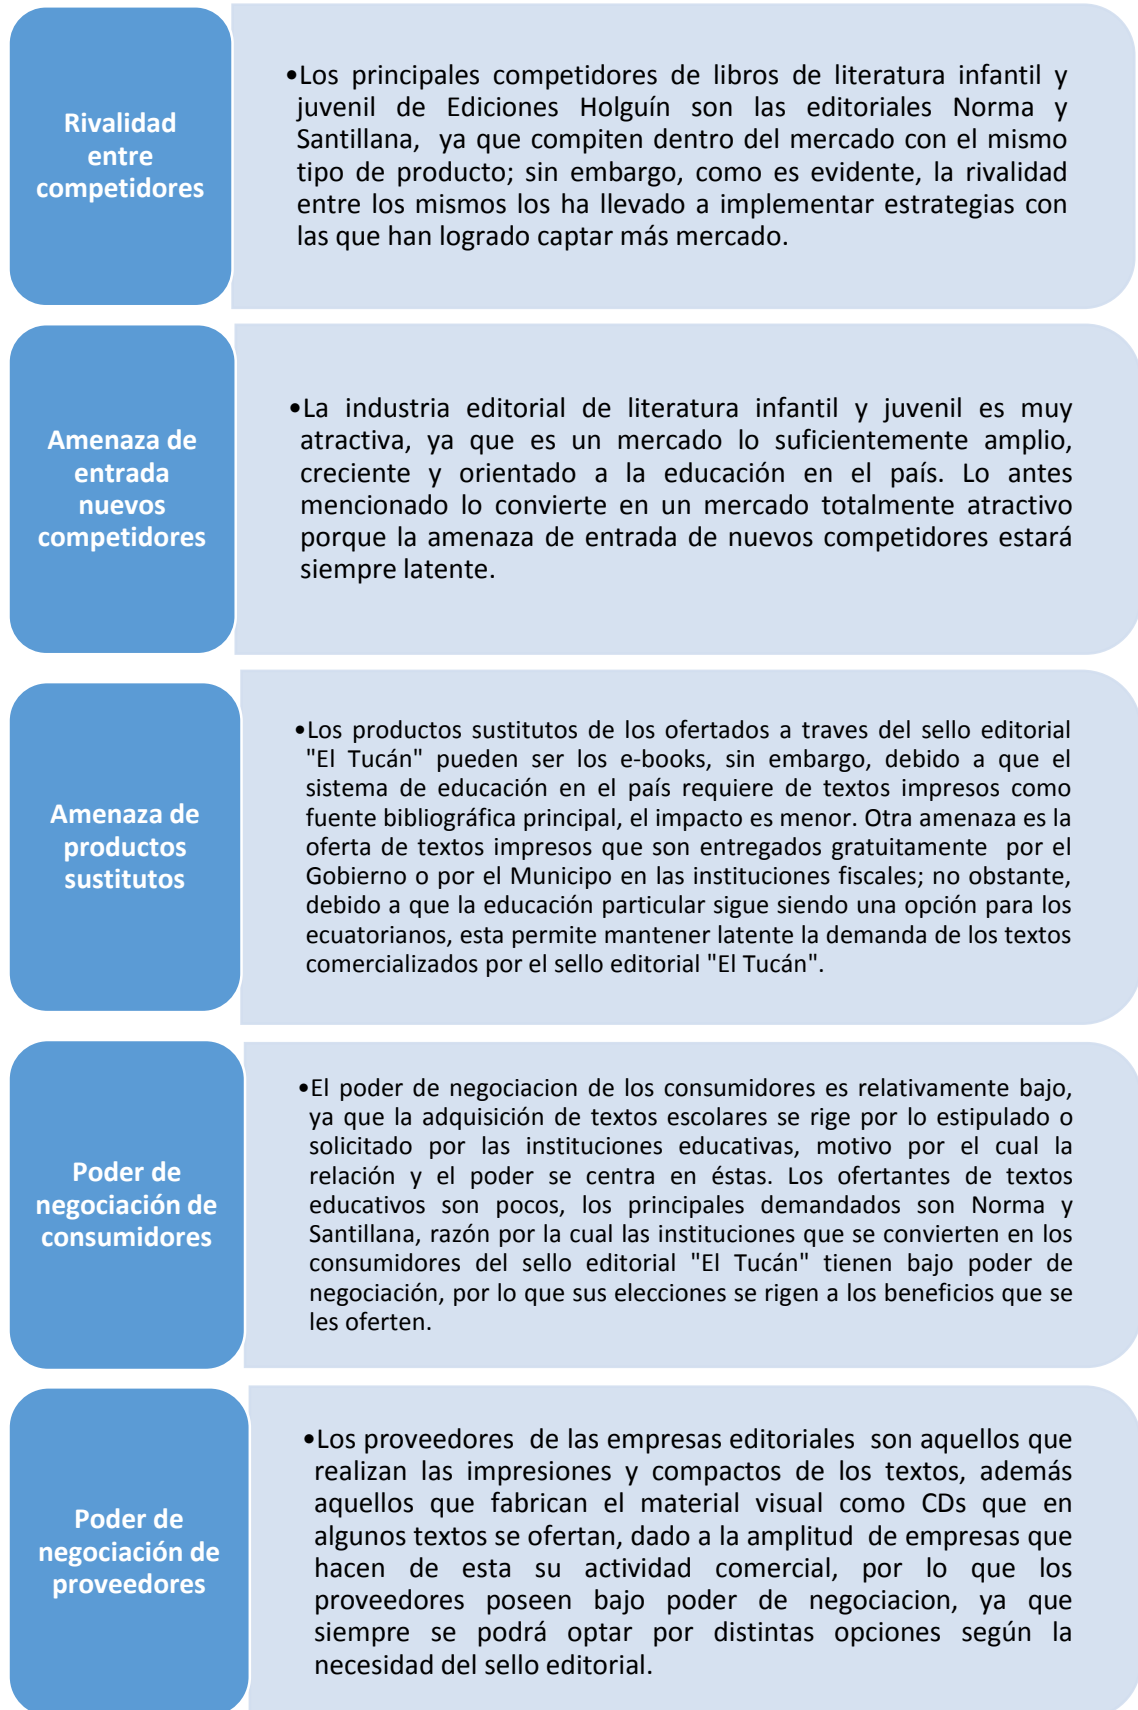 Rivalidad
entre
competidores
•Los principales competidores de libros de literatura infantil y
juvenil de Ediciones Holguín son las editoriales Norma y
Santillana, ya que compiten dentro del mercado con el mismo
tipo de producto; sin embargo, como es evidente, la rivalidad
entre los mismos los ha llevado a implementar estrategias con
las que han logrado captar más mercado.
Amenaza de
entrada
nuevos
competidores
•La industria editorial de literatura infantil y juvenil es muy
atractiva, ya que es un mercado lo suficientemente amplio,
creciente y orientado a la educación en el país. Lo antes
mencionado lo convierte en un mercado totalmente atractivo
porque la amenaza de entrada de nuevos competidores estará
siempre latente.
Amenaza de
productos
sustitutos
•Los productos sustitutos de los ofertados a traves del sello editorial
"El Tucán" pueden ser los e-books, sin embargo, debido a que el
sistema de educación en el país requiere de textos impresos como
fuente bibliográfica principal, el impacto es menor. Otra amenaza es la
oferta de textos impresos que son entregados gratuitamente por el
Gobierno o por el Municipo en las instituciones fiscales; no obstante,
debido a que la educación particular sigue siendo una opción para los
ecuatorianos, esta permite mantener latente la demanda de los textos
comercializados por el sello editorial "El Tucán".
Poder de
negociación de
consumidores
•El poder de negociacion de los consumidores es relativamente bajo,
ya que la adquisición de textos escolares se rige por lo estipulado o
solicitado por las instituciones educativas, motivo por el cual la
relación y el poder se centra en éstas. Los ofertantes de textos
educativos son pocos, los principales demandados son Norma y
Santillana, razón por la cual las instituciones que se convierten en los
consumidores del sello editorial "El Tucán" tienen bajo poder de
negociación, por lo que sus elecciones se rigen a los beneficios que se
les oferten.
Poder de
negociación de
proveedores
•Los proveedores de las empresas editoriales son aquellos que
realizan las impresiones y compactos de los textos, además
aquellos que fabrican el material visual como CDs que en
algunos textos se ofertan, dado a la amplitud de empresas que
hacen de esta su actividad comercial, por lo que los
proveedores poseen bajo poder de negociacion, ya que
siempre se podrá optar por distintas opciones según la
necesidad del sello editorial.